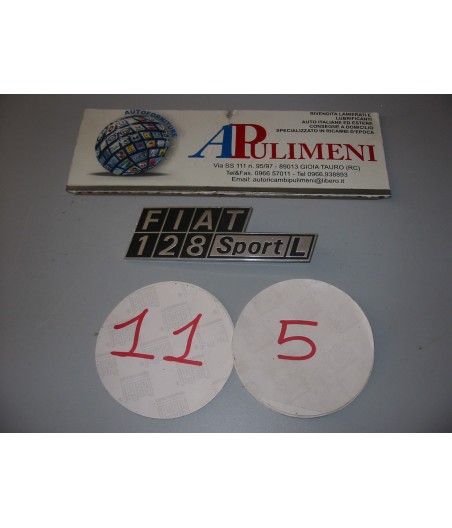 AUTOFORNITURE
RIVENDITA LAMIERATI E
LUBRIFICANTI
AUTO ITALIANE ED ESTERE
CONSEGNE A DOMICILIO
SPECIALIZZATO IN RICAMBI D'EPOCA
APULIMENI
Via SS 111 n. 95/97 - 89013 GIOIA TAURO (RC)
Tel&Fax. 0966 57011 - Tel 0966.938893
Email: autoricambipulimeni@libero.it
FIAT
128 Sport L
11
5